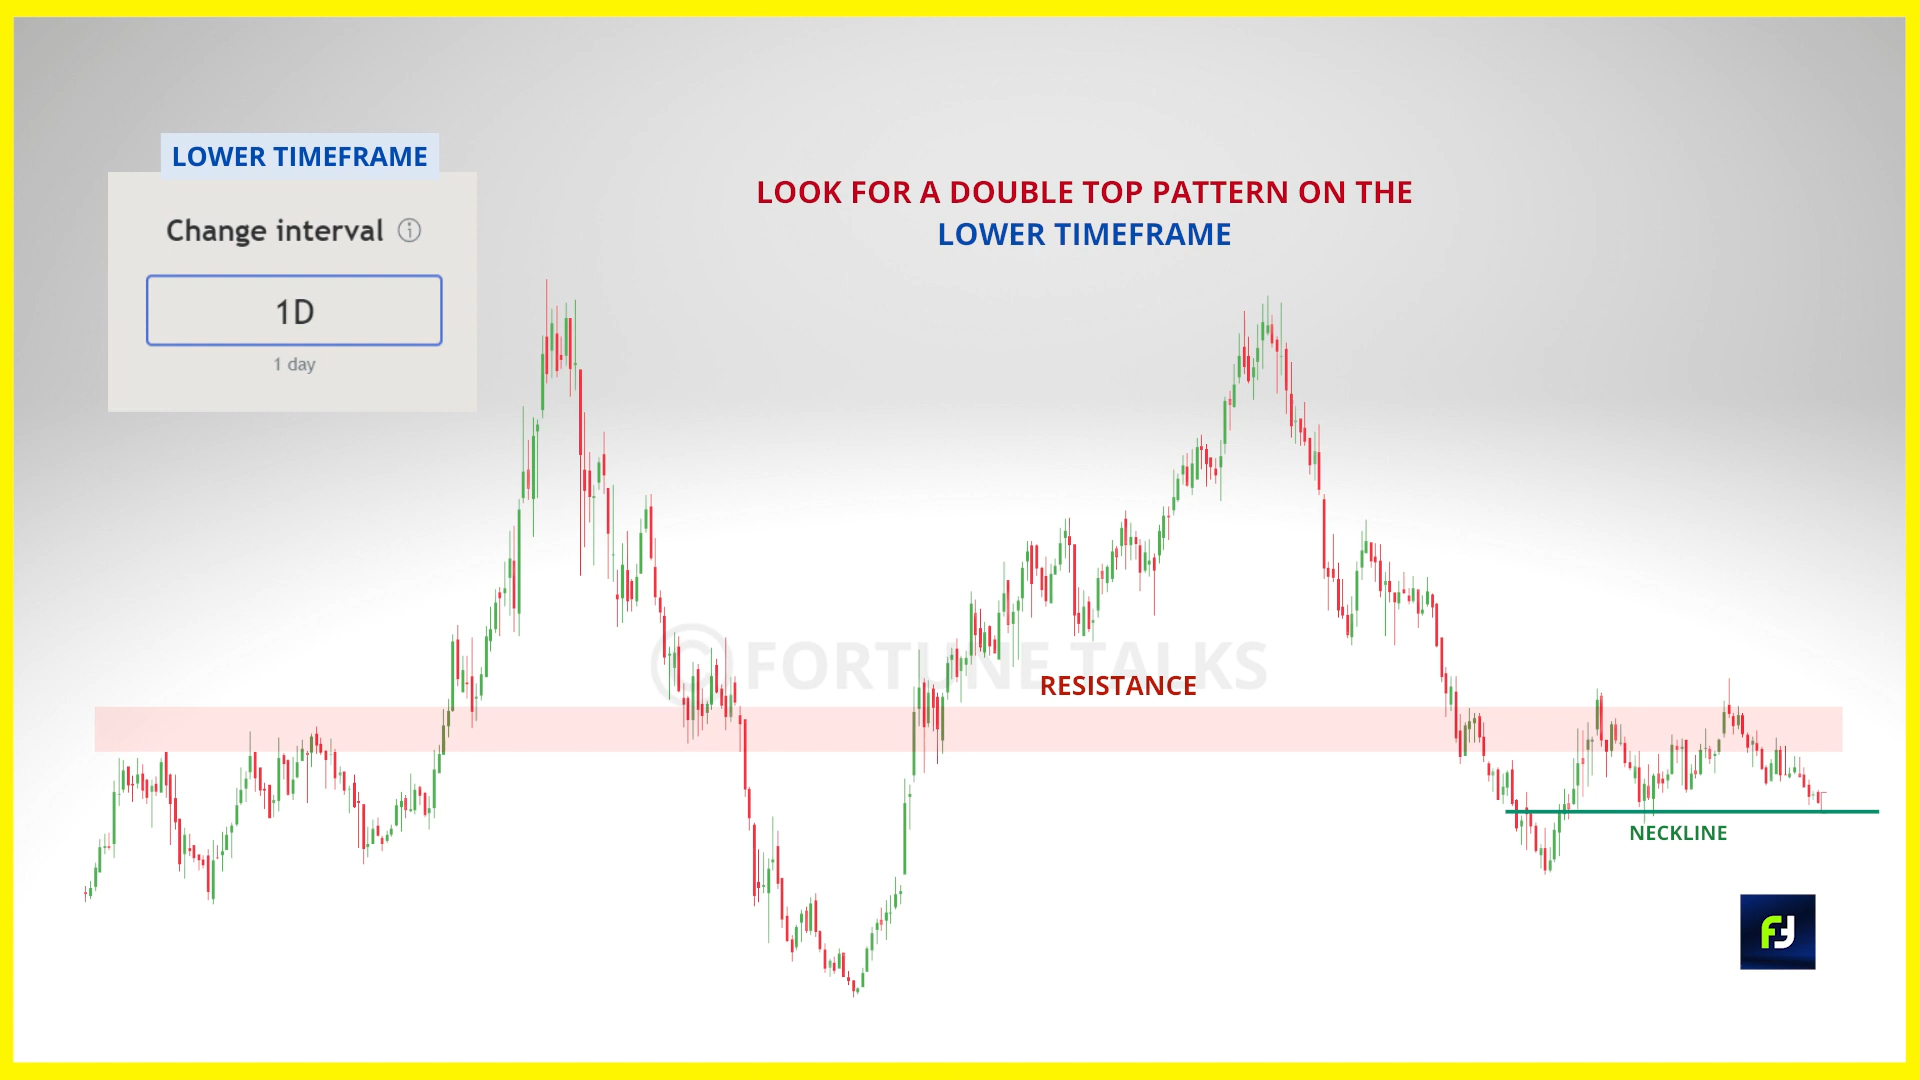 LOWER TIMEFRAME
Change interval
1D
1 day
LOOK FOR A DOUBLE TOP PATTERN ON THE
LOWER TIMEFRAME
© FORTUNE TALKS
RESISTANCE
NECKLINE